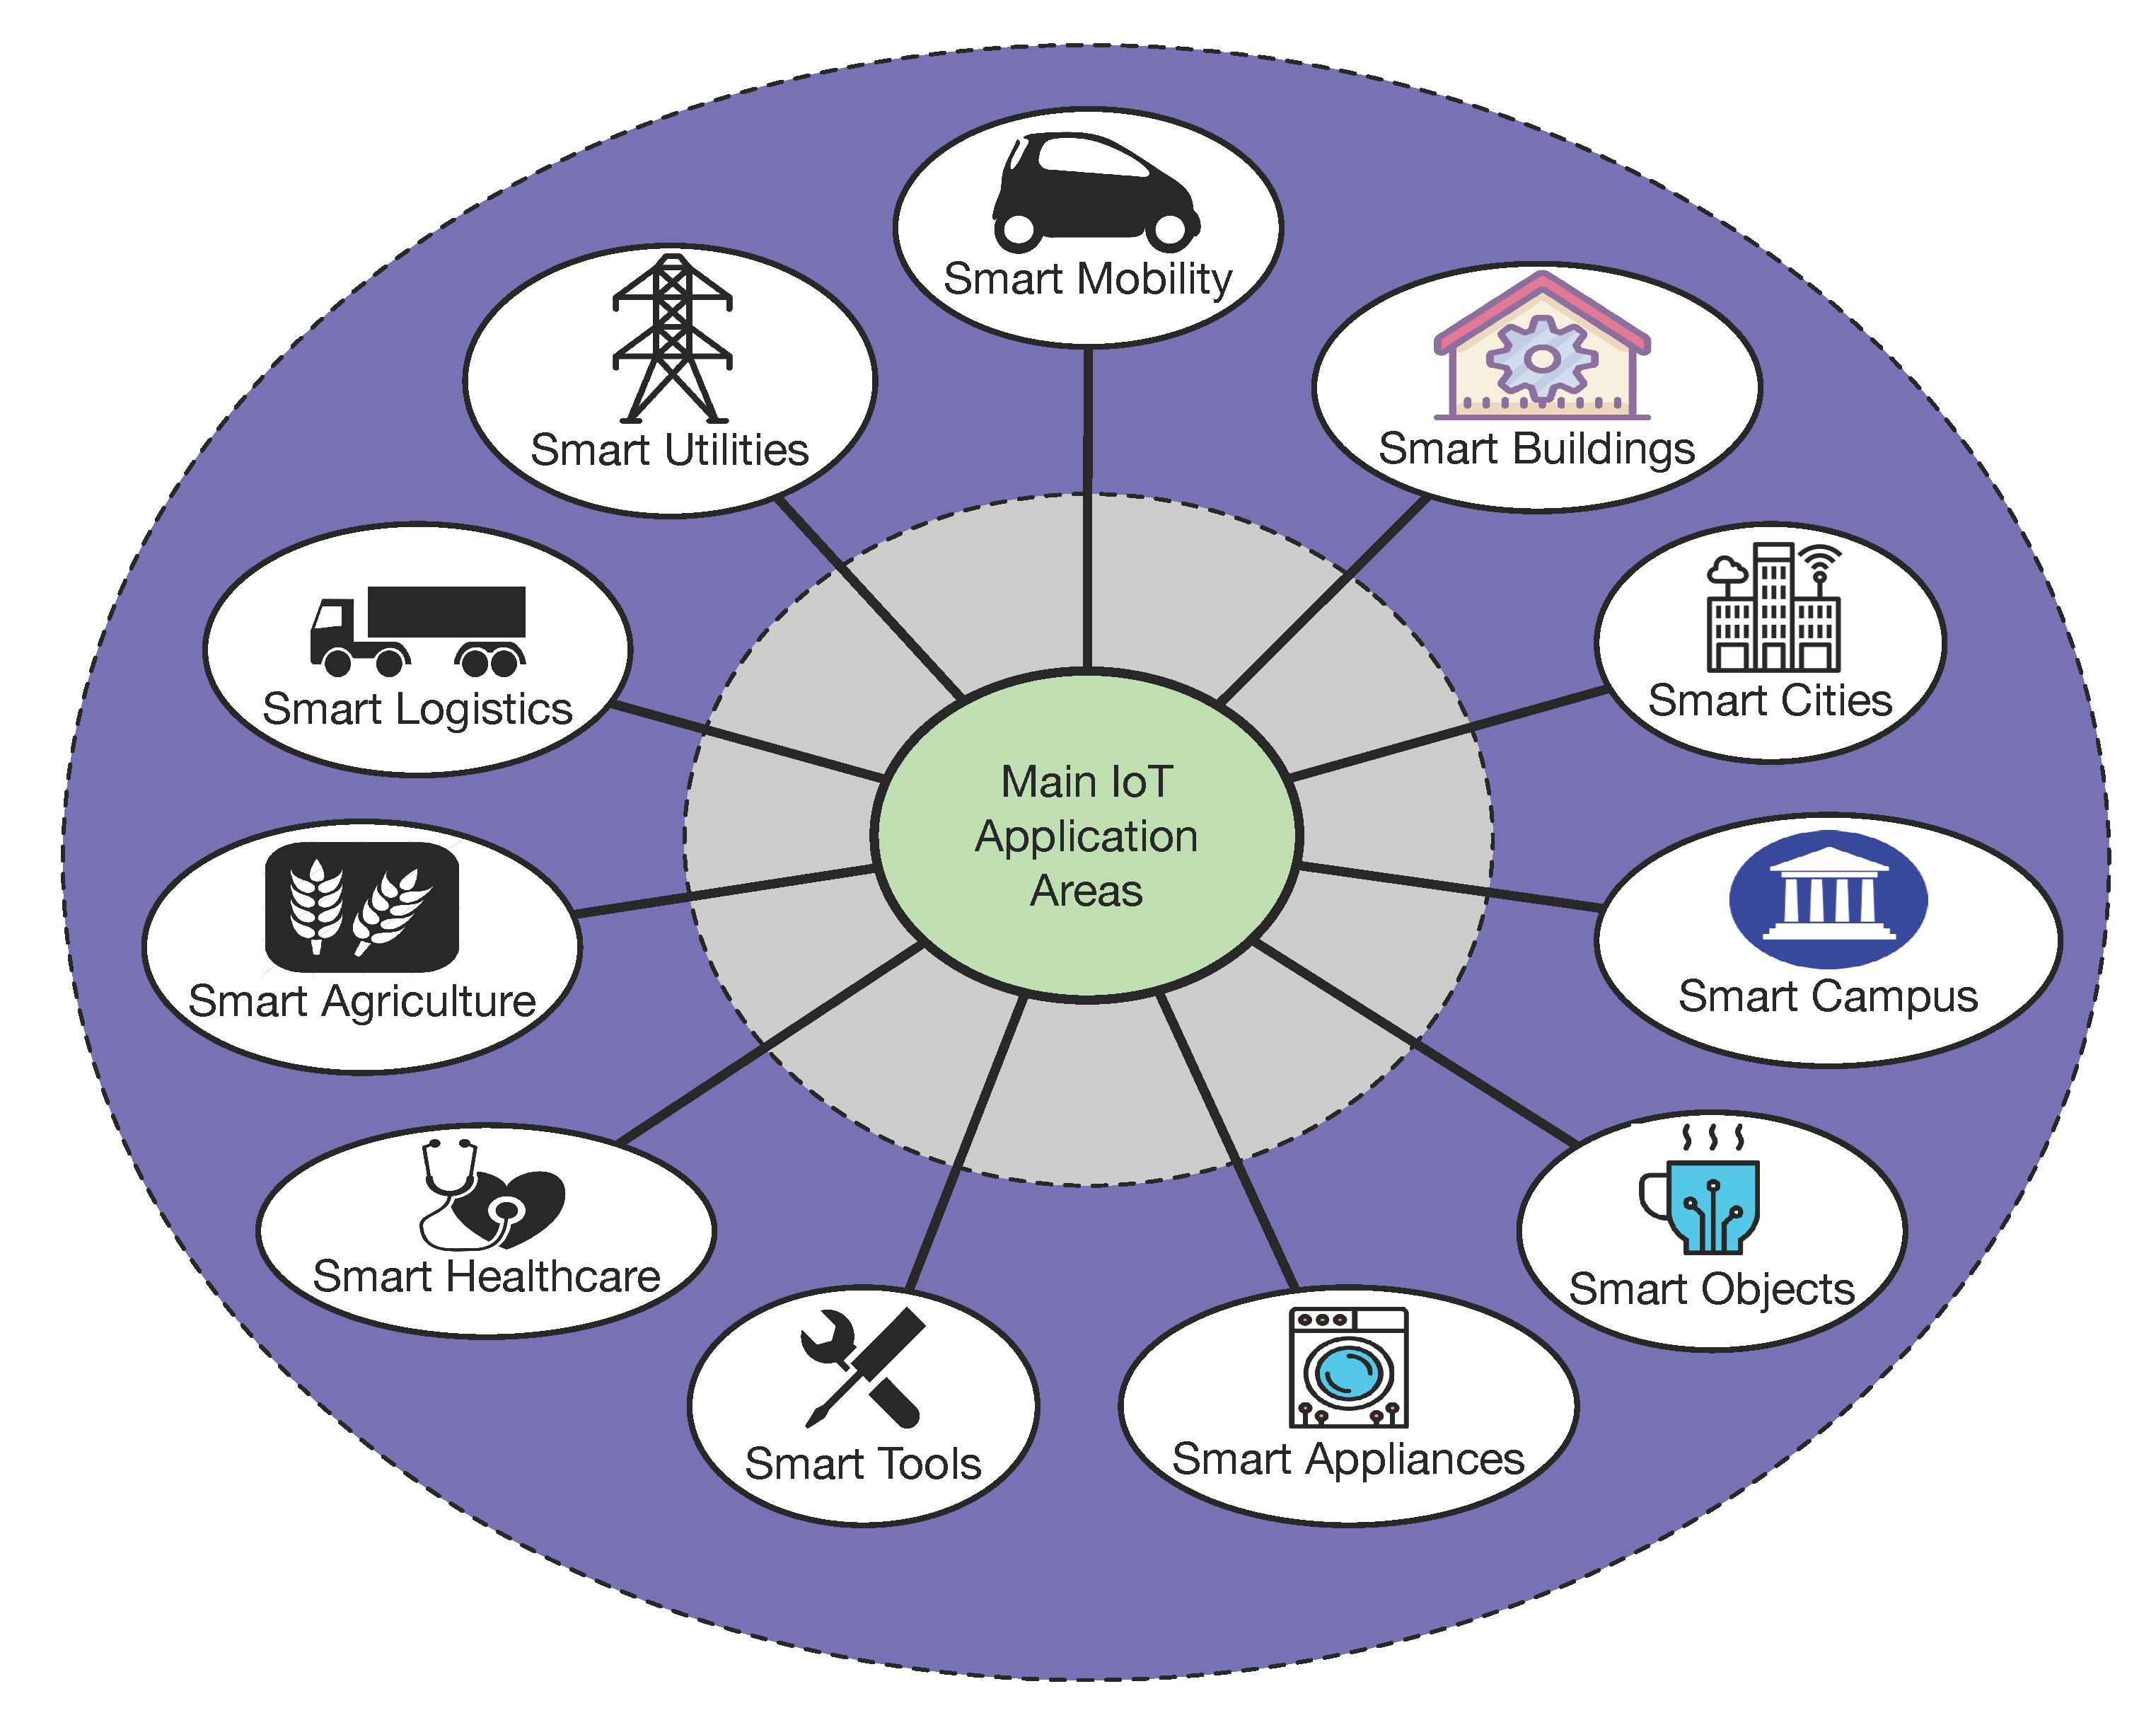 Smart Mobility
Smart Utilities
Smart Buildings
Smart Logistics
Smart Cities
Main IoT
Application
Areas
Smart Agriculture
Smart Campus
Smart Healthcare
Smart Objects
Smart Tools
Smart Appliances